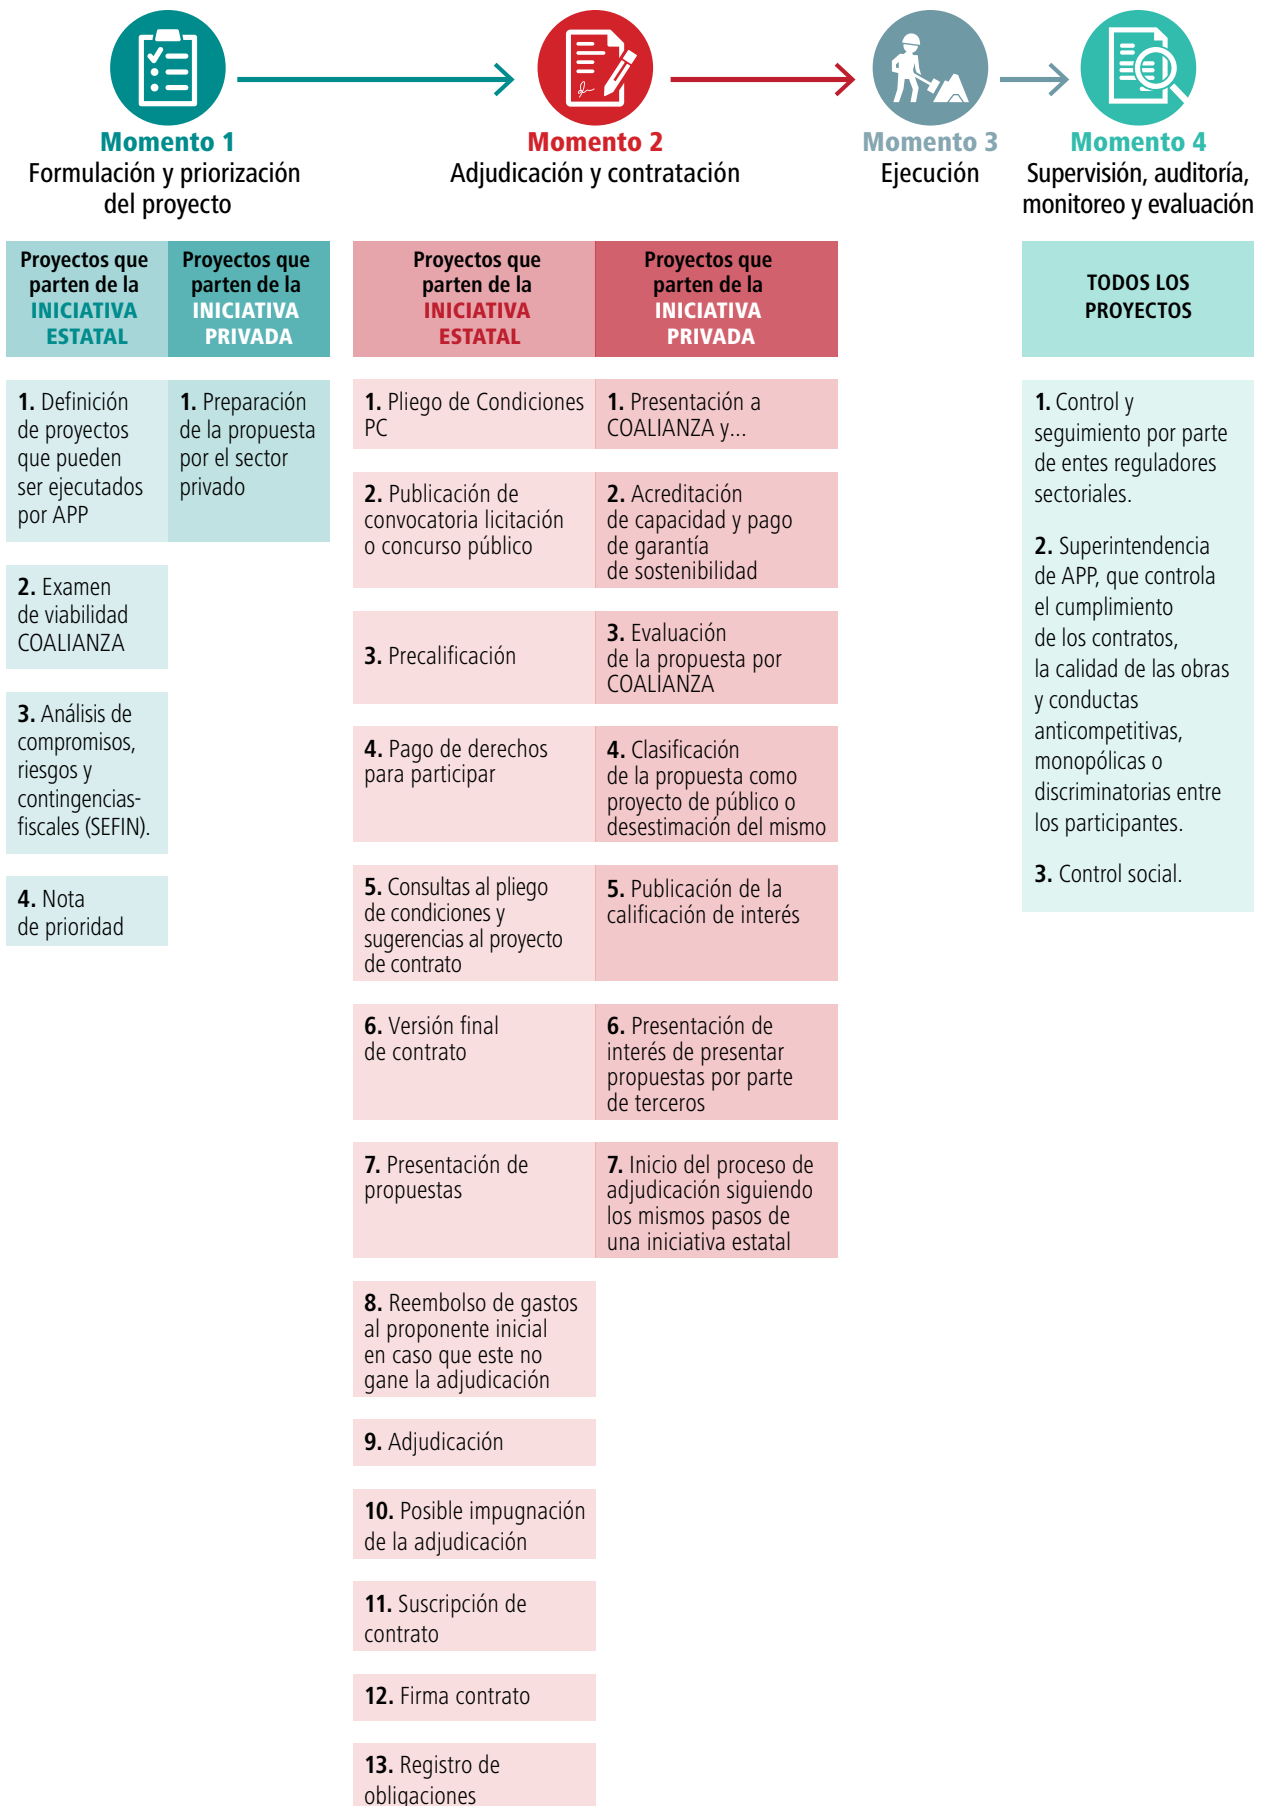 Momento 1
Formulación y priorización
del proyecto
Momento 2
Adjudicación y contratación
Momento 3
Ejecución
Momento 4
Supervisión, auditoría,
monitoreo y evaluación
Proyectos que
parten de la
INICIATIVA
ESTATAL
Proyectos que
parten de la
INICIATIVA
PRIVADA
1. Definición
de proyectos
que pueden
ser ejecutados
por APP
1. Preparación
de la propuesta
por el sector
privado
2. Examen
de viabilidad
COALIANZA
3. Análisis de
compromisos,
riesgos y
contingencias-
fiscales (SEFIN).
4. Nota
de prioridad
Proyectos que
parten de la
INICIATIVA
ESTATAL
Proyectos que
parten de la
INICIATIVA
PRIVADA
1. Pliego de Condiciones
PC
1. Presentación a
COALIANZA y...
2. Publicación de
convocatoria licitación
o concurso público
2. Acreditación
de capacidad y pago
de garantía
de sostenibilidad
3. Precalificación
3. Evaluación
de la propuesta por
COALIANZA
4. Pago de derechos
para participar
4. Clasificación
de la propuesta como
proyecto de público o
desestimación del mismo
5. Consultas al pliego
de condiciones y
sugerencias al proyecto
de contrato
5. Publicación de la
calificación de interés
6. Versión final
de contrato
6. Presentación de
interés de presentar
propuestas por parte
de terceros
7. Presentación de
propuestas
7. Inicio del proceso de
adjudicación siguiendo
los mismos pasos de
una iniciativa estatal
8. Reembolso de gastos
al proponente inicial
en caso que este no
gane la adjudicación
9. Adjudicación
10. Posible impugnación
de la adjudicación
11. Suscripción de
contrato
12. Firma contrato
13. Registro de
obligaciones
TODOS LOS
PROYECTOS
1. Control y
seguimiento por parte
de entes reguladores
sectoriales.
2. Superintendencia
de APP, que controla
el cumplimiento
de los contratos,
la calidad de las obras
y conductas
anticompetitivas,
monopólicas o
discriminatorias entre
los participantes.
3. Control social.